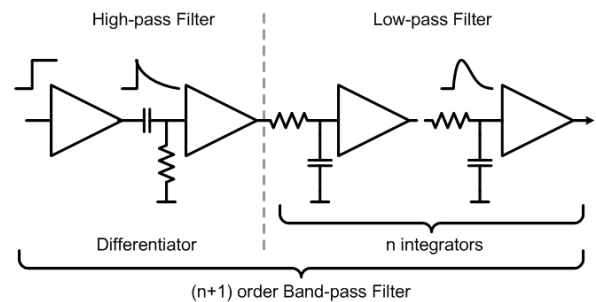 High-pass Filter
Low-pass Filter
Differentiator
n integrators
(n+1) order Band-pass Filter